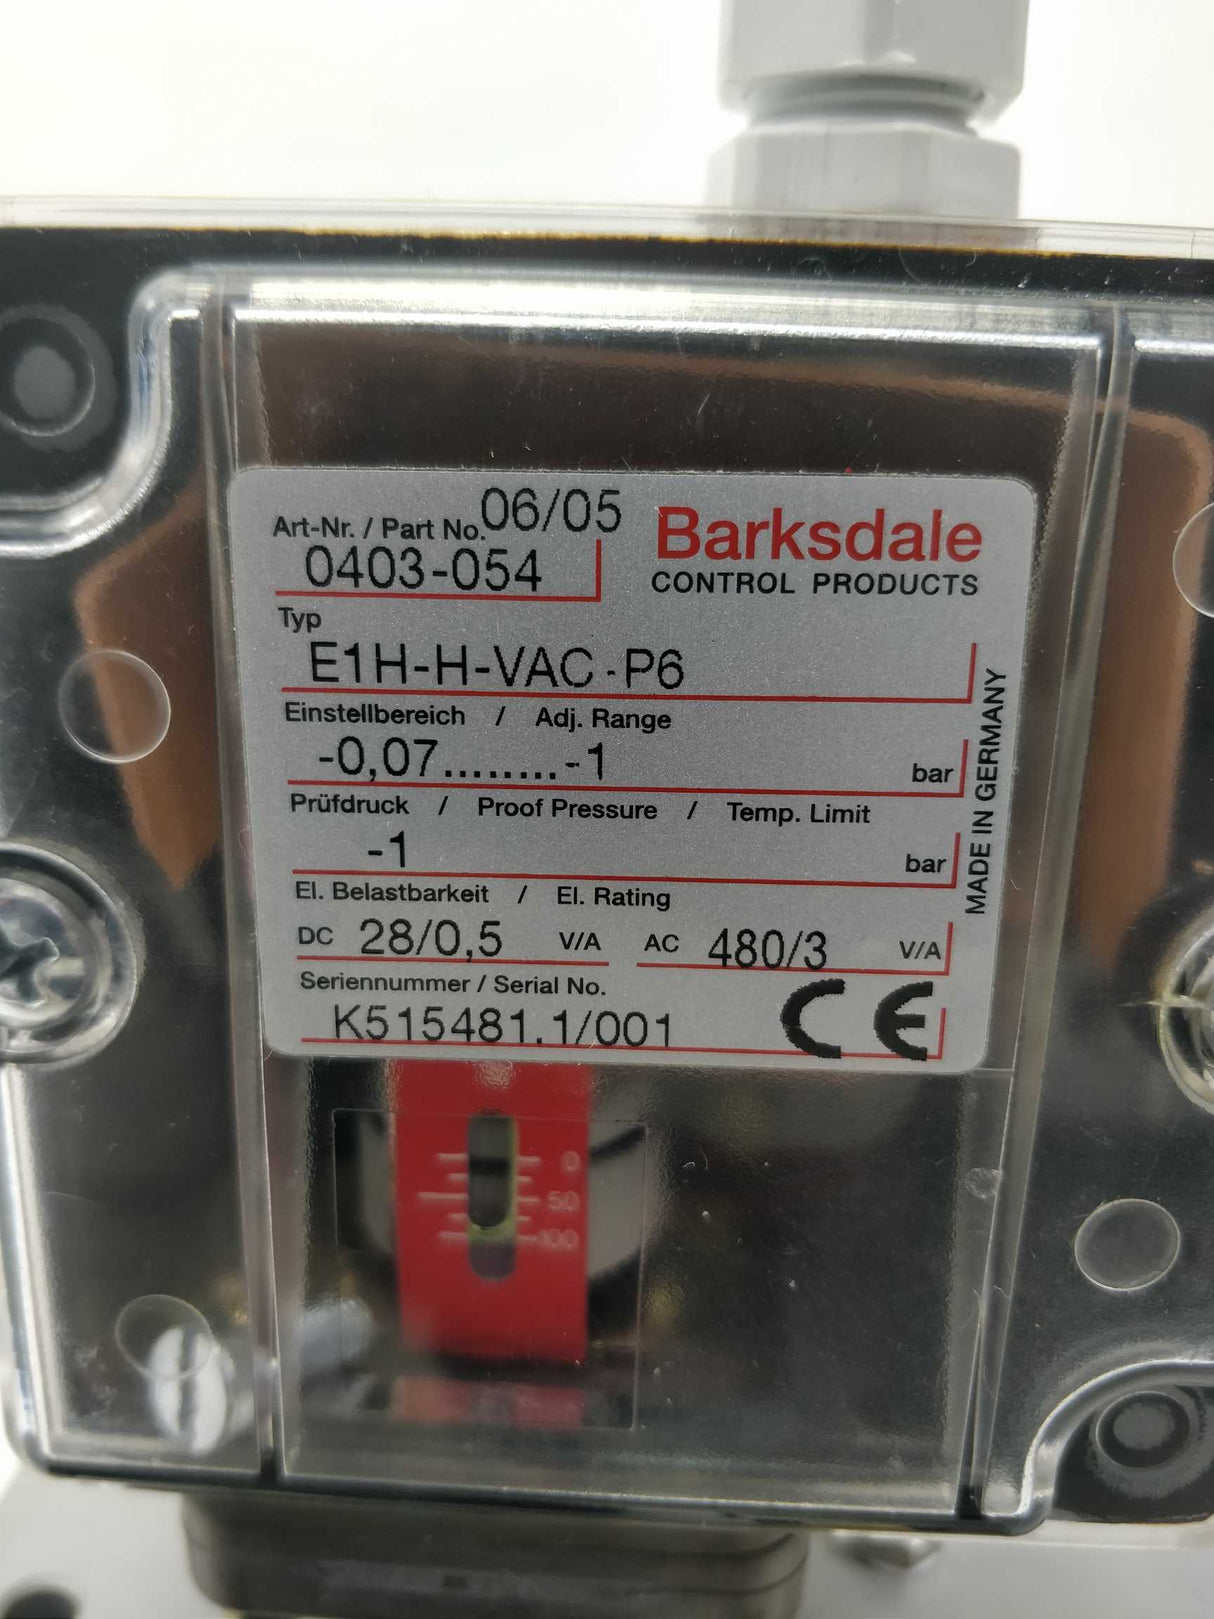 Art-Nr. / Part No. 06/05
0403-054
Barksdale
CONTROL PRODUCTS
Typ
E1H-H-VAC-P6
Einstellbereich / Adj. Range
-0,07........-1 bar
Prüfdruck / Proof Pressure / Temp. Limit
-1 bar
El. Belastbarkeit / El. Rating
DC 28/0,5 V/A AC 480/3 V/A
Seriennummer / Serial No.
K515481.1/001 CE
MADE IN GERMANY
0
50
100